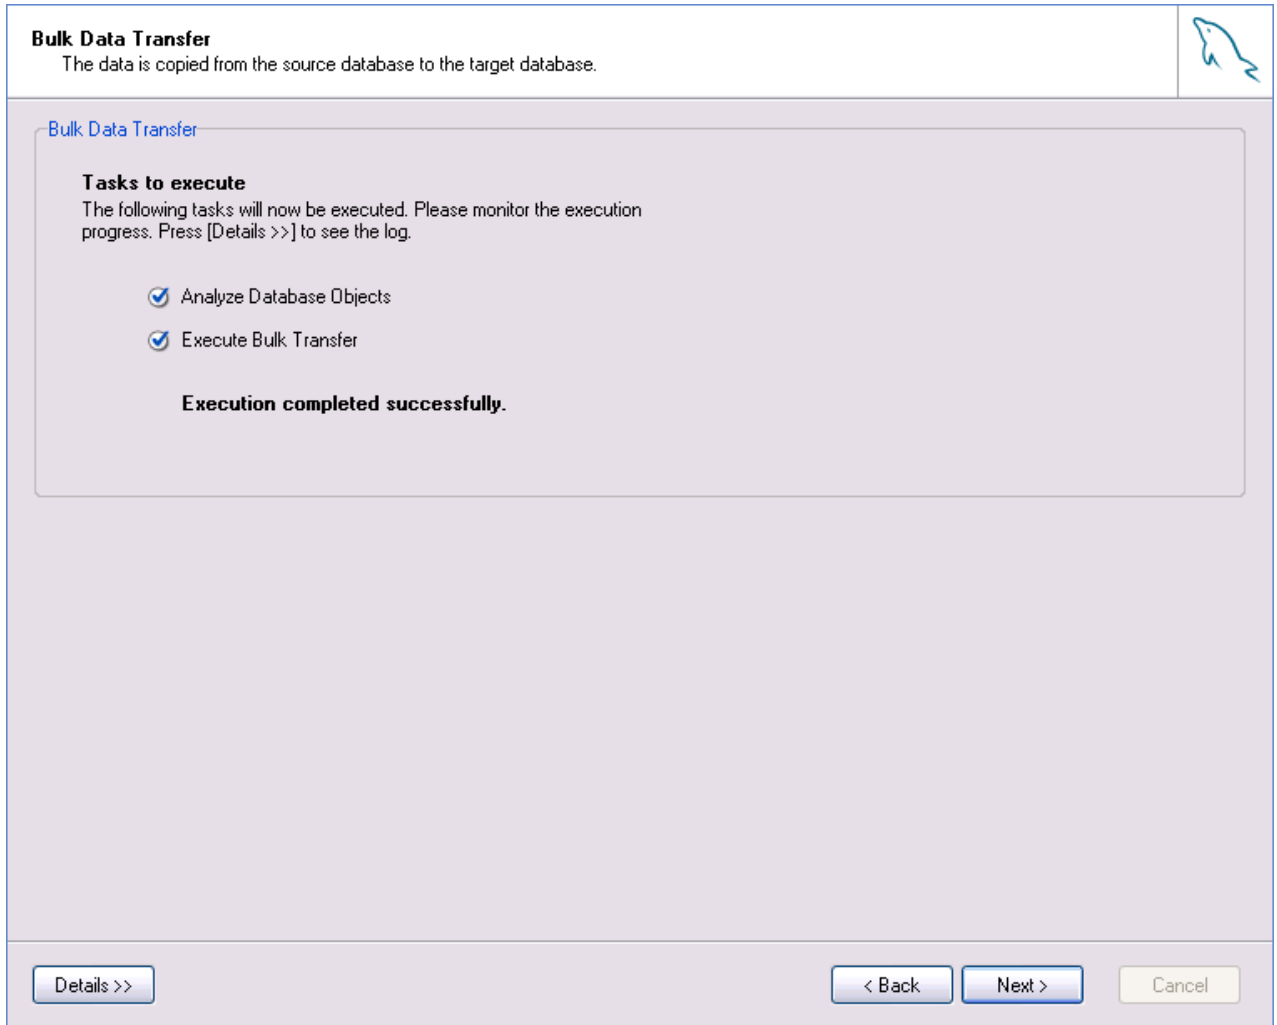 Bulk Data Transfer
The data is copied from the source database to the target database.
Bulk Data Transfer
Tasks to execute
The following tasks will now be executed. Please monitor the execution
progress. Press [Details >>] to see the log.
Analyze Database Objects
Execute Bulk Transfer
Execution completed successfully.
Details >>
< Back
Next >
Cancel